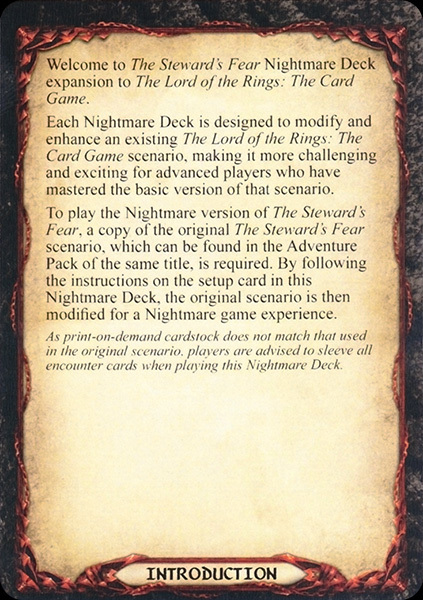 Welcome to The Steward's Fear Nightmare Deck
expansion to The Lord of the Rings: The Card
Game.
Each Nightmare Deck is designed to modify and
enhance an existing The Lord of the Rings: The
Card Game scenario, making it more challenging
and exciting for advanced players who have
mastered the basic version of that scenario.
To play the Nightmare version of The Steward's
Fear, a copy of the original The Steward's Fear
scenario, which can be found in the Adventure
Pack of the same title, is required. By following
the instructions on the setup card in this
Nightmare Deck, the original scenario is then
modified for a Nightmare game experience.
As print-on-demand cardstock does not match that used
in the original scenario. players are advised to sleeve all
encounter cards when playing this Nightmare Deck.
INTRODUCTION